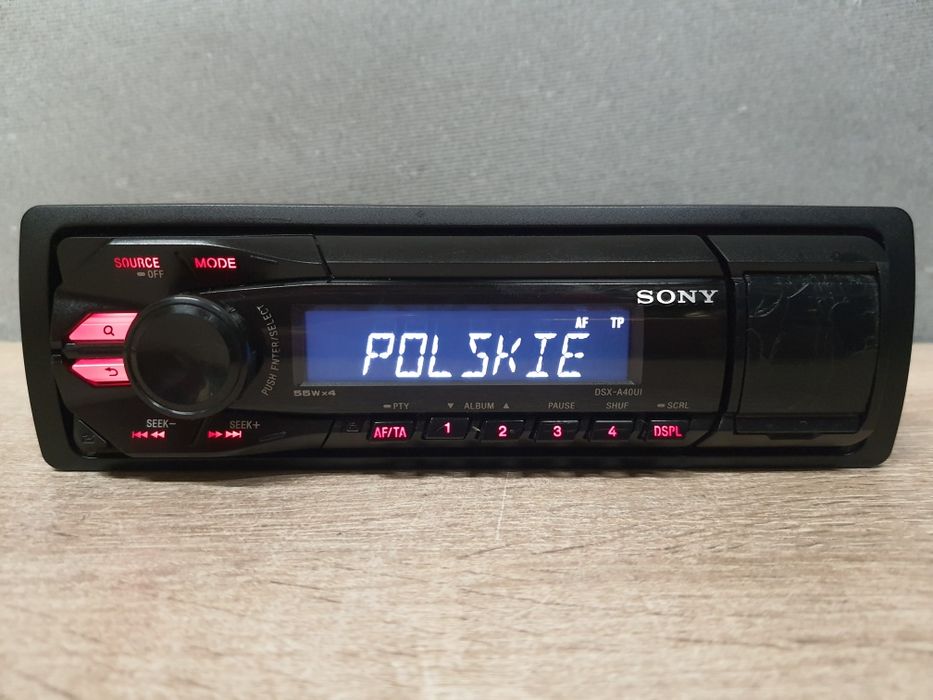 SOURCE
OFF
MODE
PUSH ENTER/SELECT
SONY
AF TP
POLSKIE
55W×4
DSX-A40UI
SEEK-
SEEK+
PTY
ALBUM
PAUSE
SHUF
SCRL
AF/TA
1
2
3
4
DSPL